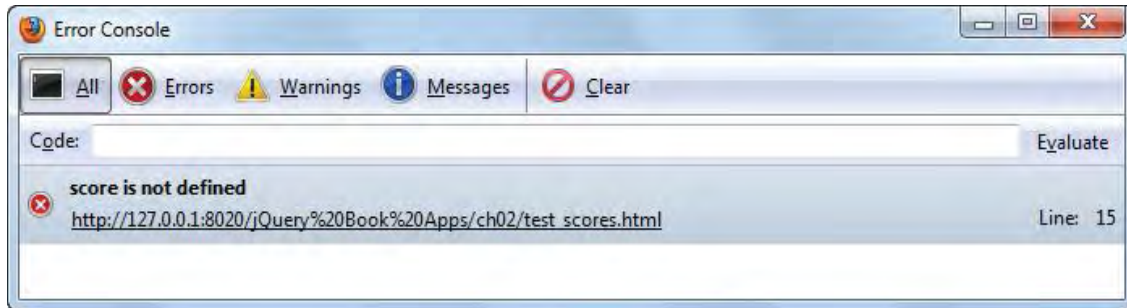 Error Console
All Errors Warnings Messages Clear
Code: Evaluate
score is not defined
http://127.0.0.1:8020/jQuery%20Book%20Apps/ch02/test_scores.html Line: 15